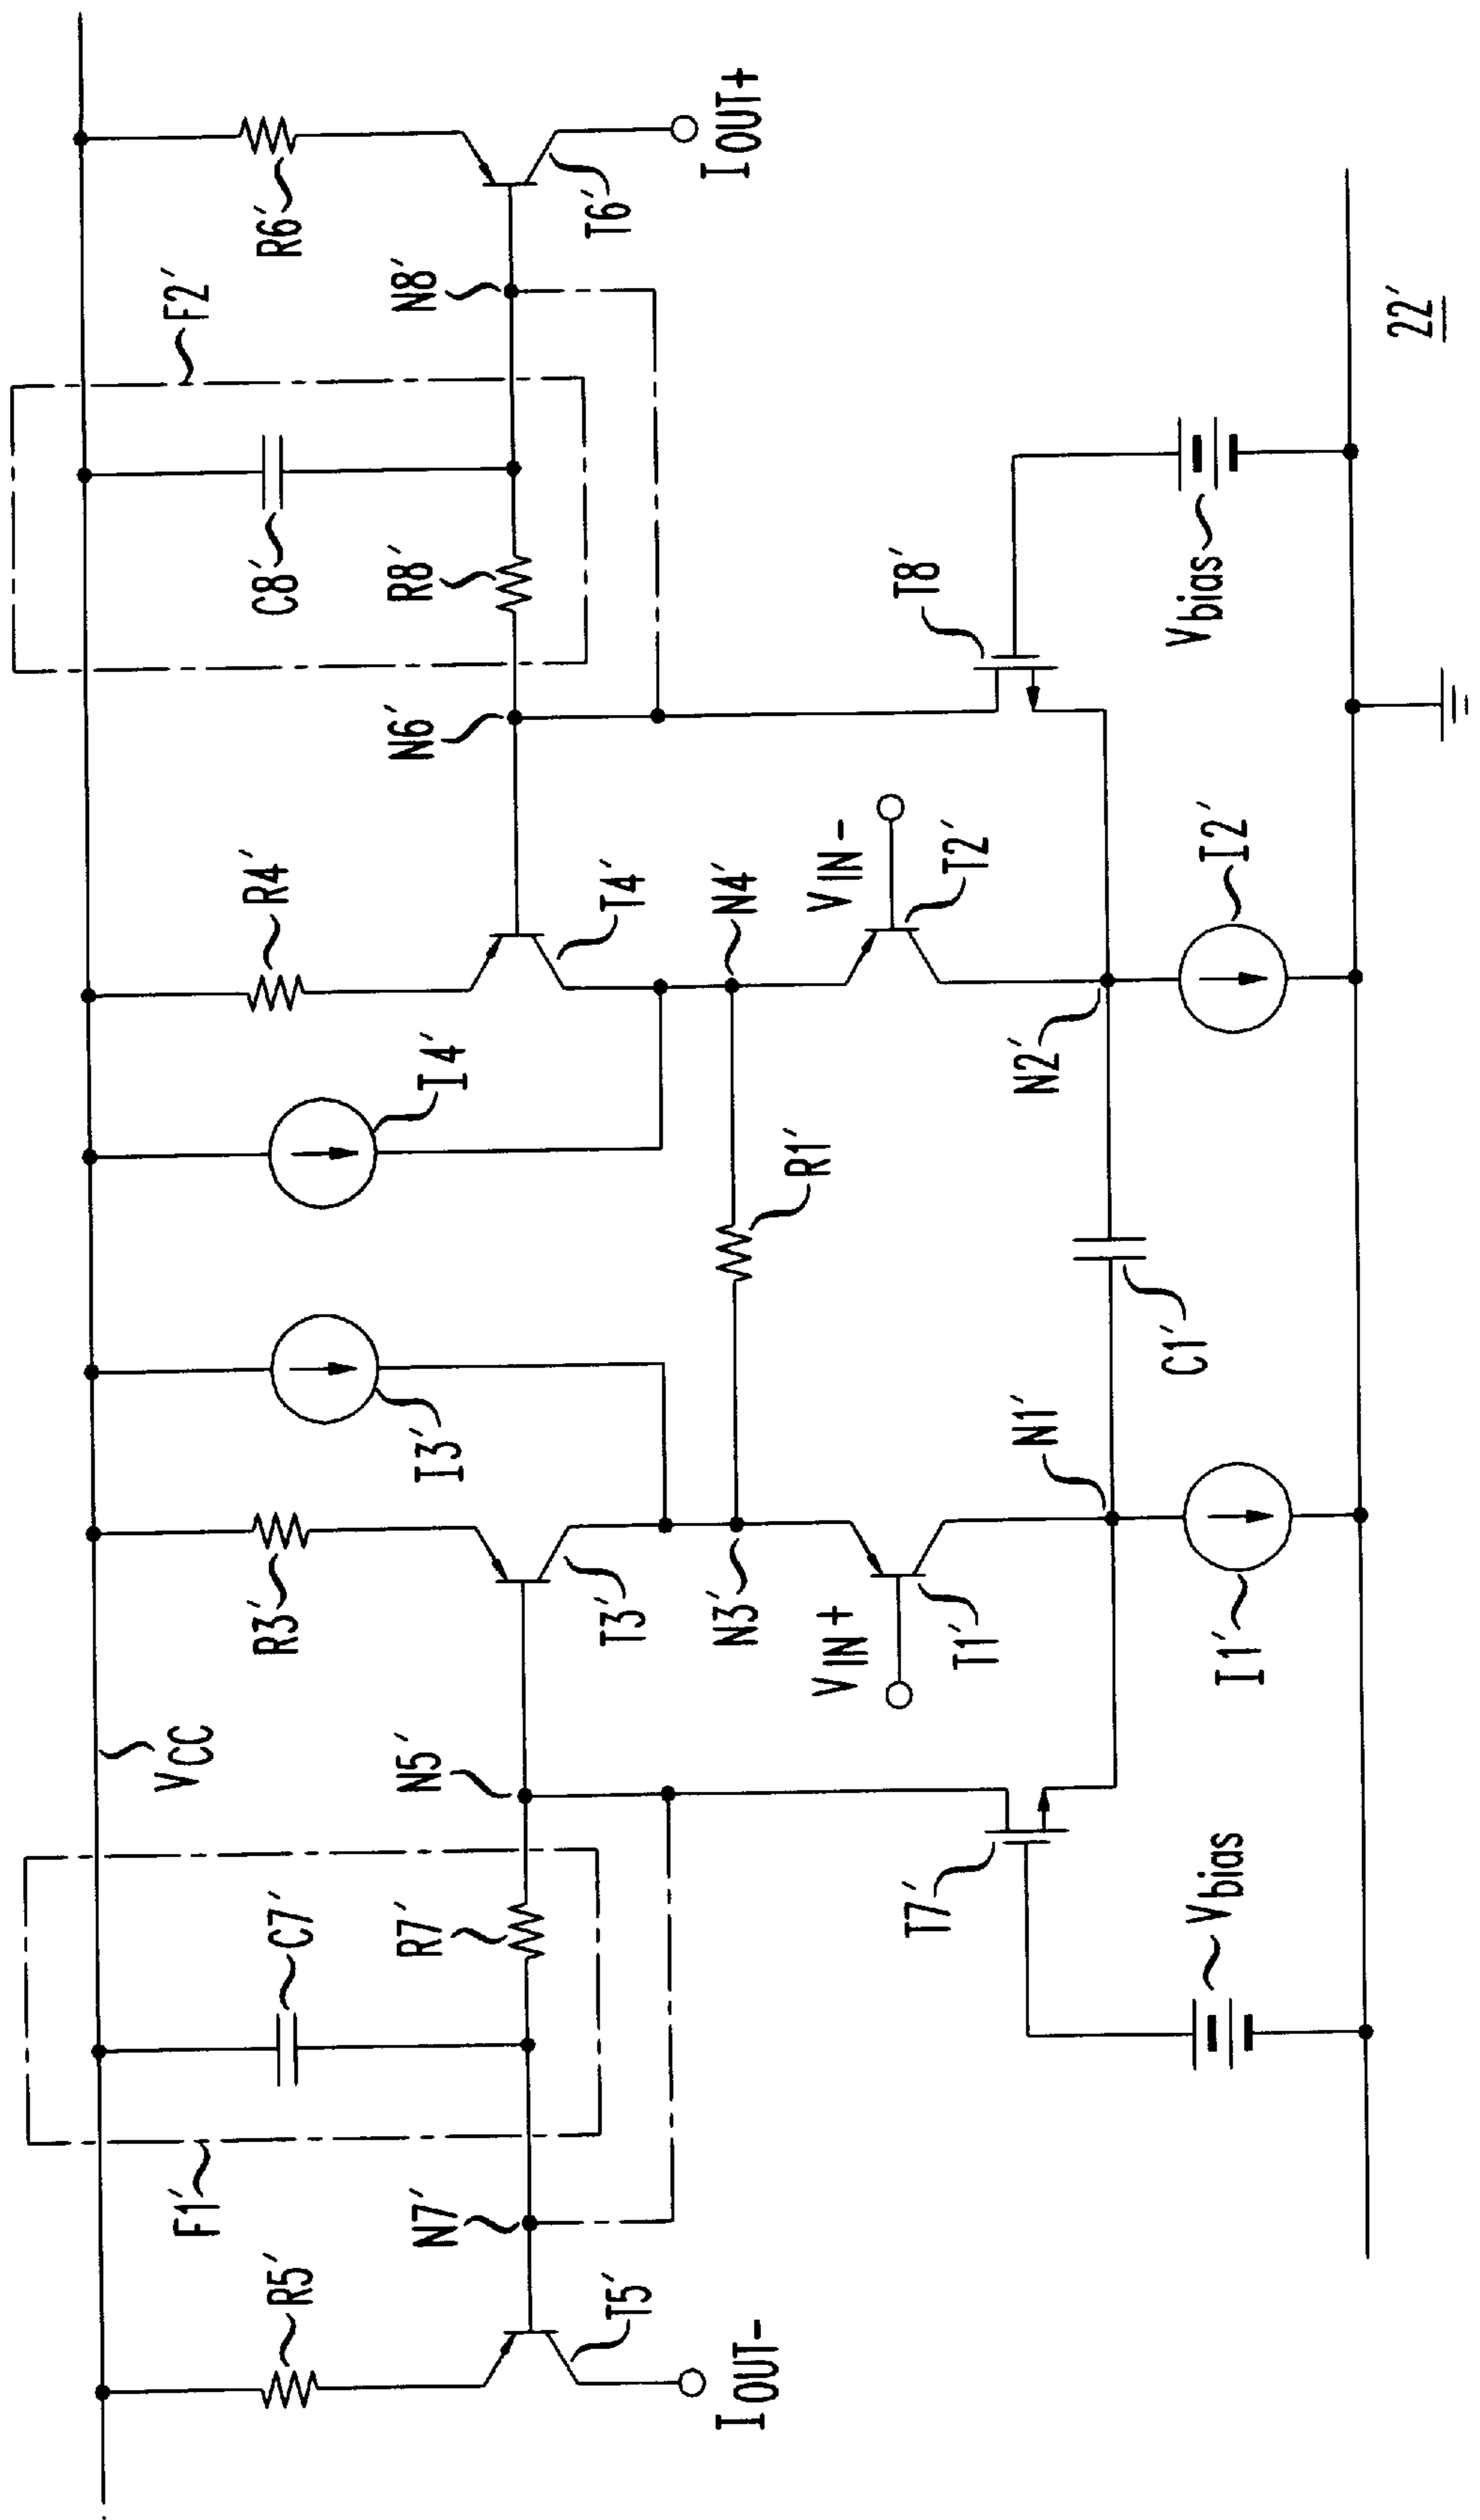 VCC
F1′
F2′
R5′
C7′
R3′
I3′
I4′
R4′
C8′
R6′
N7′
R7′
N5′
N6′
R8′
N8′
T5′
T3′
T4′
T6′
I OUT-
N3′
R1′
N4′
I OUT+
VIN+
VIN-
T1′
T2′
T7′
T8′
N1′
N2′
C1′
Vbias
I1′
I2′
Vbias
22′